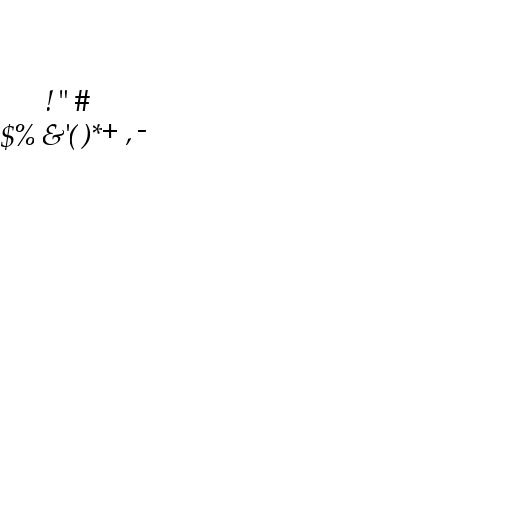 ! " #
$% &'( )*+ , -